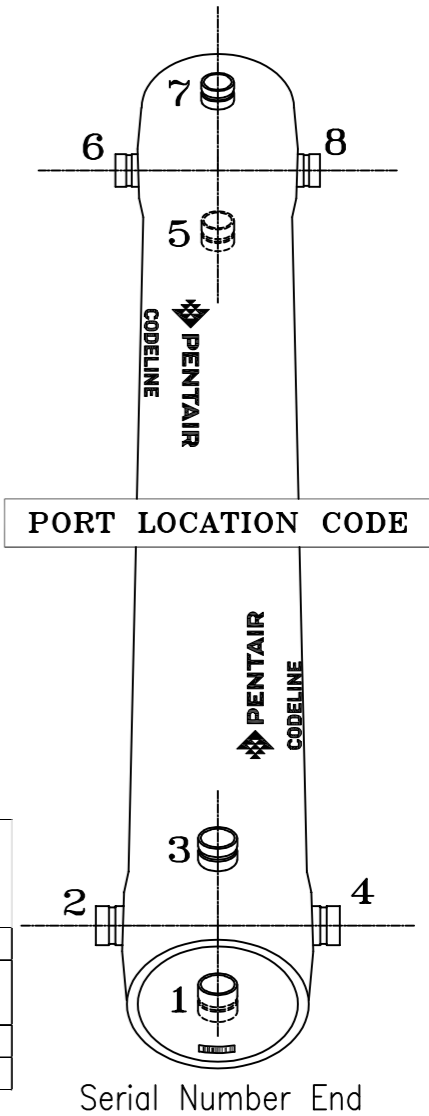 7
6
8
5
PENTAIR
CODELINE
PORT LOCATION CODE
PENTAIR
CODELINE
3
2
4
1
Serial Number End